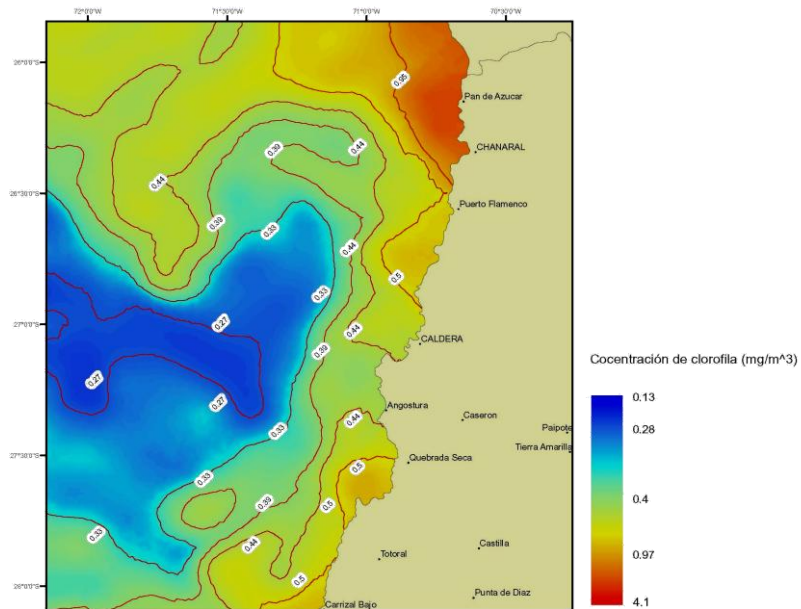 72°0'0"O 71°30'0"O 71°0'0"O 70°30'0"O
26°0'0"S
0.95
Pan de Azucar
0.39
0.44
CHANARAL
0.44
26°30'0"S
Puerto Flamenco
0.39
0.33
0.44
0.5
0.33
27°0'0"S
0.27
0.44
CALDERA
0.39
Cocentración de clorofila (mg/m^3)
0.27
0.13
0.27
Angostura
0.44
Caseron
0.28
0.33
Paipote
Tierra Amarilla
0.5
Quebrada Seca
27°30'0"S
0.33
0.39
0.5
0.4
0.33
0.44
Castilla
Totoral
0.97
0.5
26°0'0"S
Punta de Diaz
Carrizal Bajo
4.1